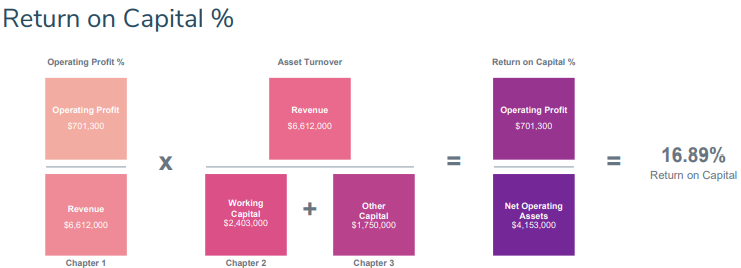 Return on Capital %
Operating Profit %
Asset Turnover
Return on Capital %
Operating Profit
$701,300
Revenue
$6,612,000
Operating Profit
$701,300
x
=
=
16.89%
Return on Capital
Revenue
$6,612,000
Working
Capital
$2,403,000
+
Other
Capital
$1,750,000
Net Operating
Assets
$4,153,000
Chapter 1
Chapter 2
Chapter 3